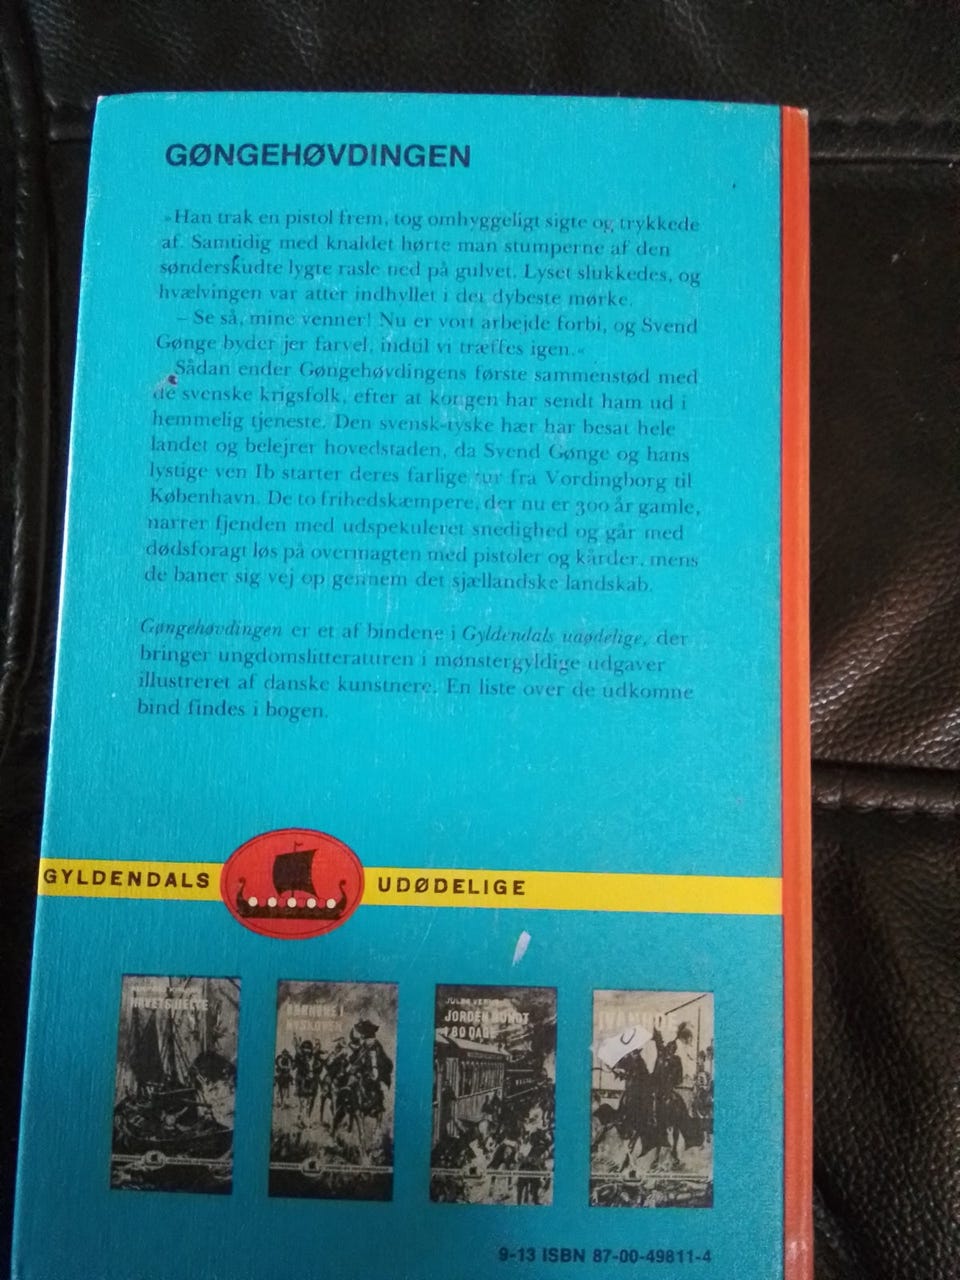 GØNGEHØVDINGEN
»Han trak en pistol frem, tog omhyggeligt sigte og trykkede
af. Samtidig med knaldet hørte man stumperne af den
sønderskudte lygte rasle ned på gulvet. Lyset slukkedes, og
hvælvingen var atter indhyllet i det dybeste mørke.
– Se så, mine venner! Nu er vort arbejde forbi, og Svend
Gønge byder jer farvel, indtil vi træffes igen.«
Sådan ender Gøngehøvdingens første sammenstød med
de svenske krigsfolk, efter at kongen har sendt ham ud i
hemmelig tjeneste. Den svensk-tyske hær har besat hele
landet og belejrer hovedstaden, da Svend Gønge og hans
lystige ven Ib starter deres farlige tur fra Vordingborg til
København. De to frihedskæmpere, der nu er 300 år gamle,
narrer fjenden med udspekuleret snedighed og går med
dødsforagt løs på overmagten med pistoler og kårder, mens
de baner sig vej op gennem det sjællandske landskab.
Gøngehøvdingen er et af bindene i Gyldendals udødelige, der
bringer ungdomslitteraturen i mønstergyldige udgaver
illustreret af danske kunstnere. En liste over de udkomne
bind findes i bogen.
GYLDENDALS UDØDELIGE
HAVETS HELTE
BØRNENE I
NYSKOVEN
JULES VERNE
JORDEN RUNDT
80 DAGE
IVANHOE
9-13 ISBN 87-00-49811-4